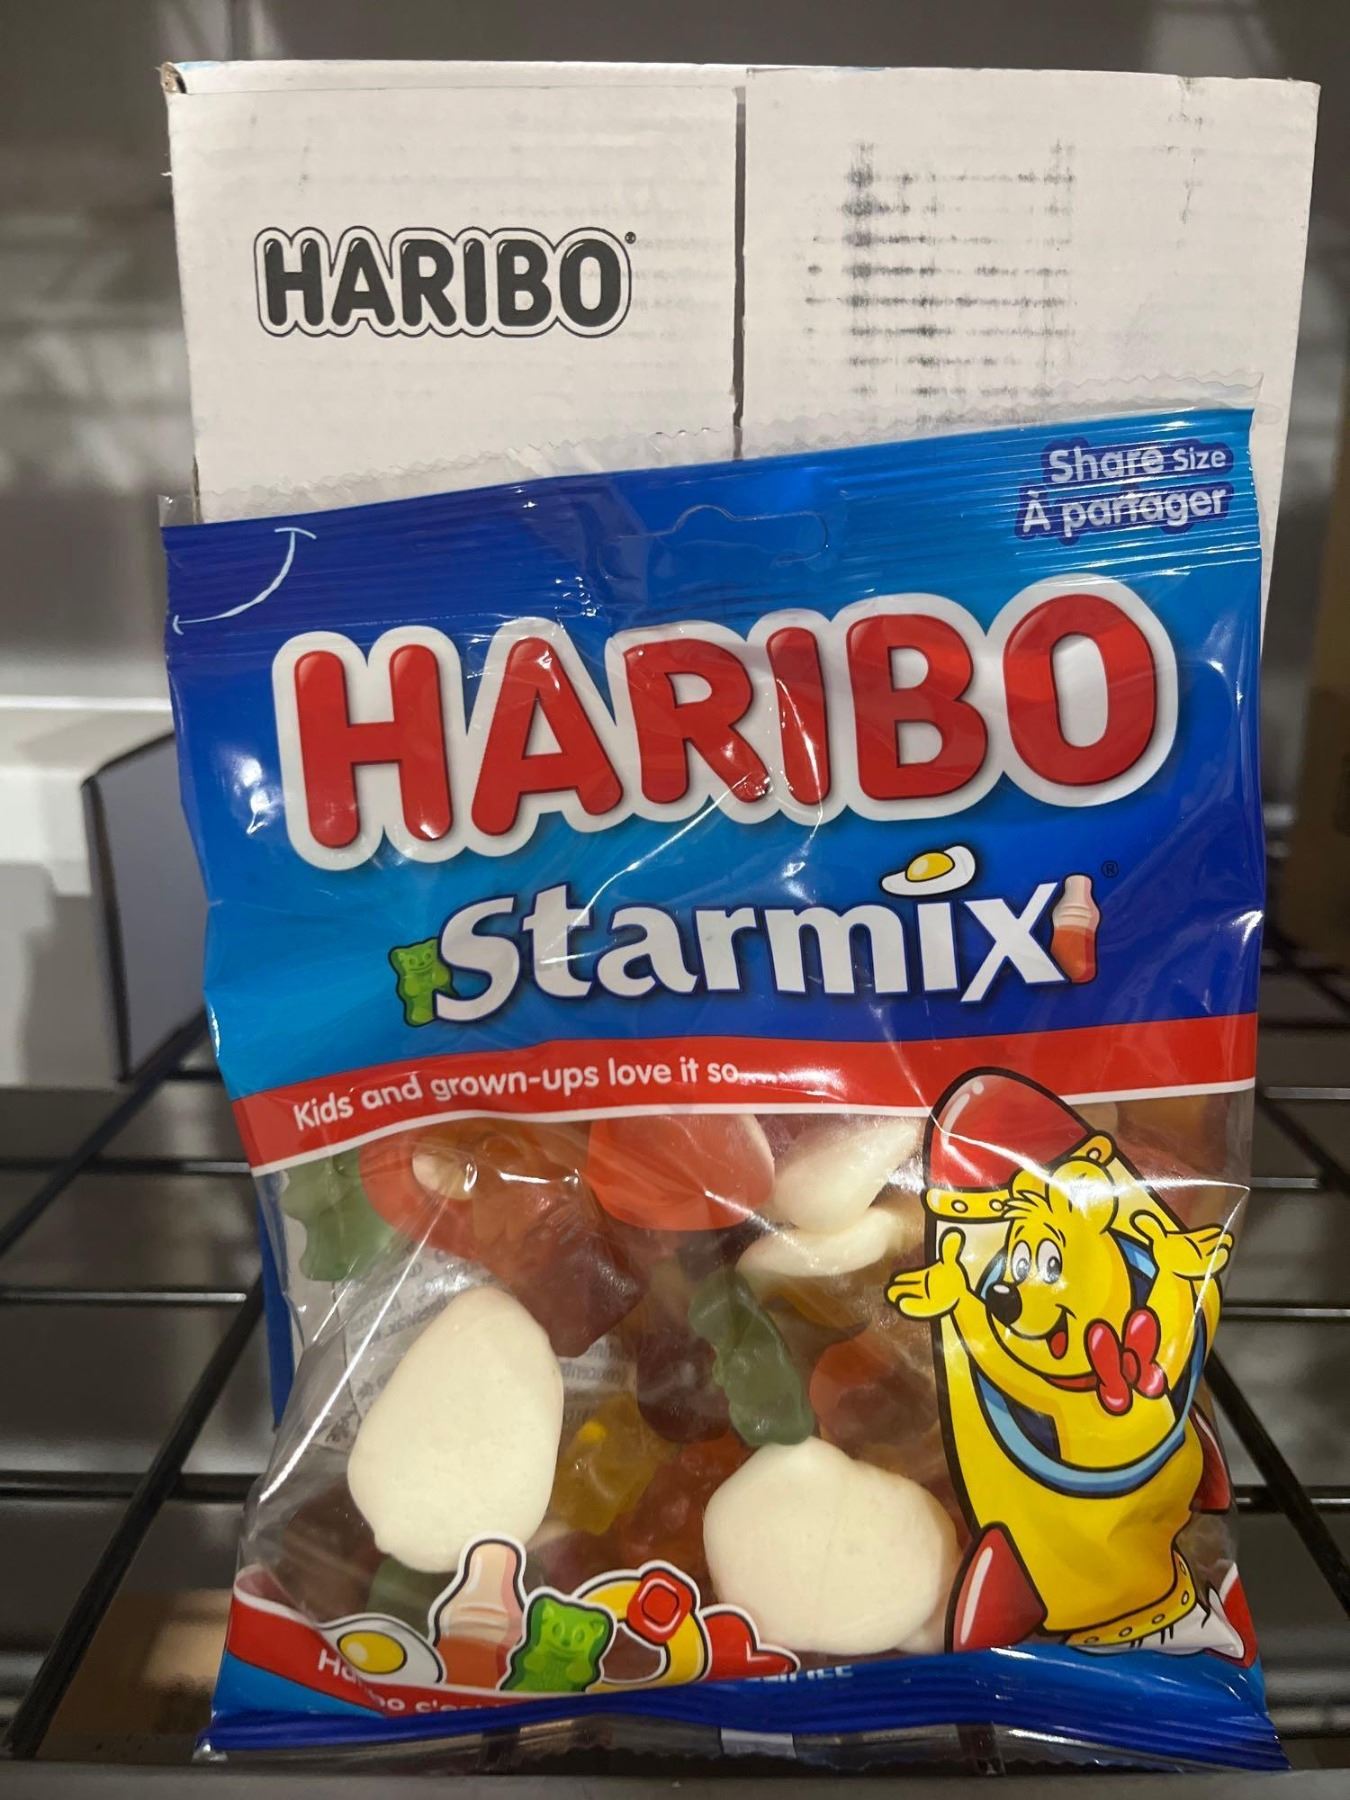 HARIBO
Share Size
À partager
HARIBO
Starmix®
Kids and grown-ups love it so